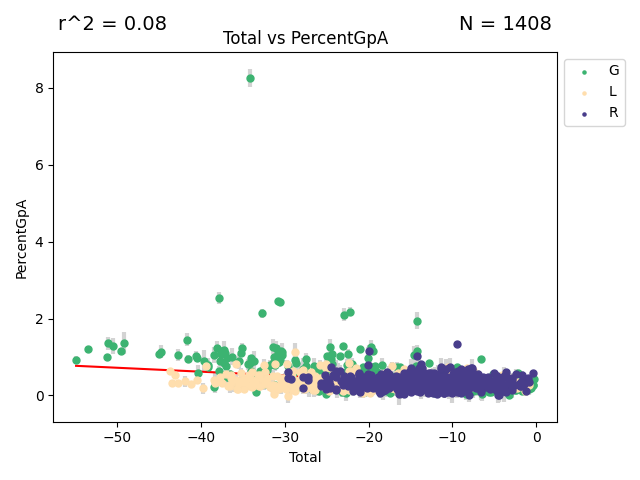 r^2 = 0.08
N = 1408
Total vs PercentGpA
G
L
R
8
6
4
2
0
PercentGpA
−50
−40
−30
−20
−10
0
Total